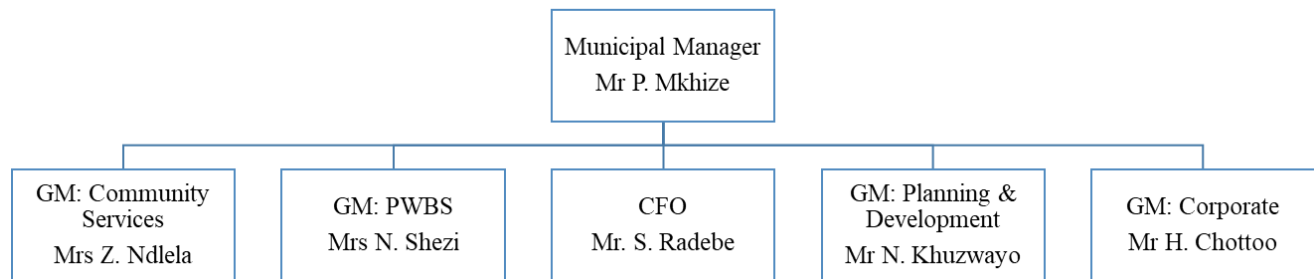 Municipal Manager
Mr P. Mkhize
GM: Community
Services
Mrs Z. Ndlela
GM: PWBS
Mrs N. Shezi
CFO
Mr. S. Radebe
GM: Planning &
Development
Mr N. Khuzwayo
GM: Corporate
Mr H. Chottoo